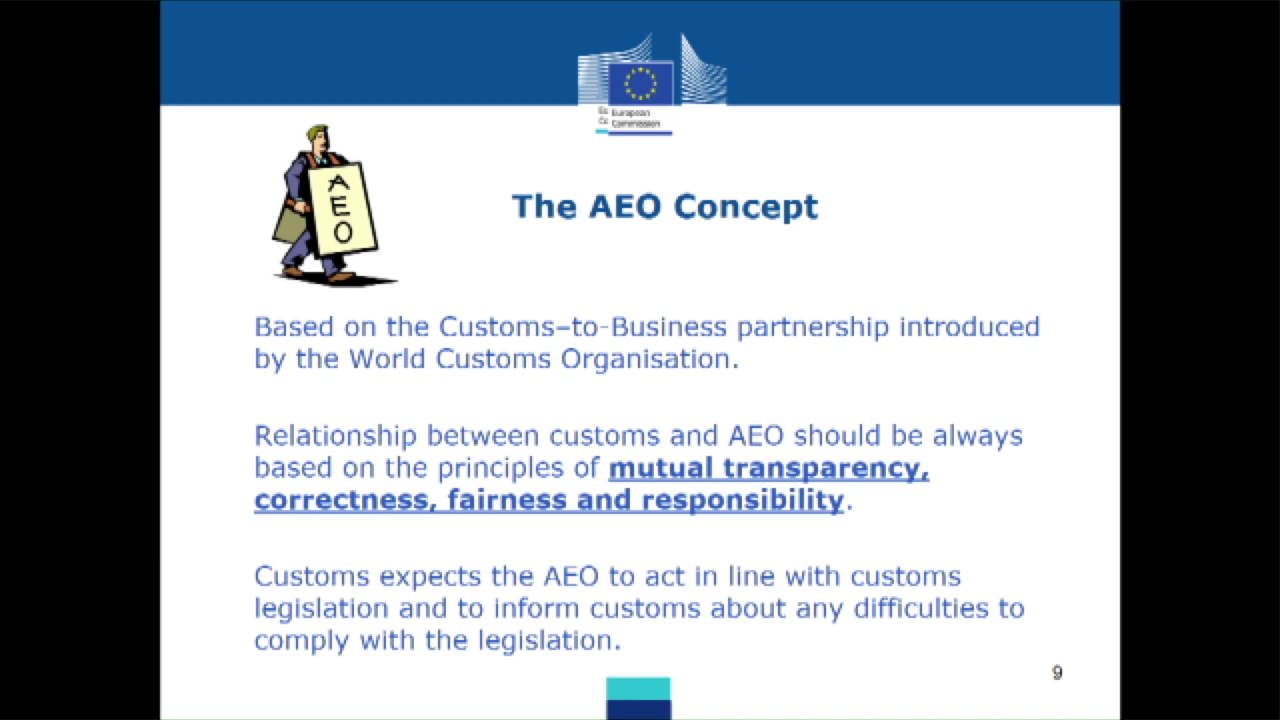 European
Commission
A
E
O
The AEO Concept
Based on the Customs–to-Business partnership introduced
by the World Customs Organisation.
Relationship between customs and AEO should be always
based on the principles of mutual transparency,
correctness, fairness and responsibility.
Customs expects the AEO to act in line with customs
legislation and to inform customs about any difficulties to
comply with the legislation.
9